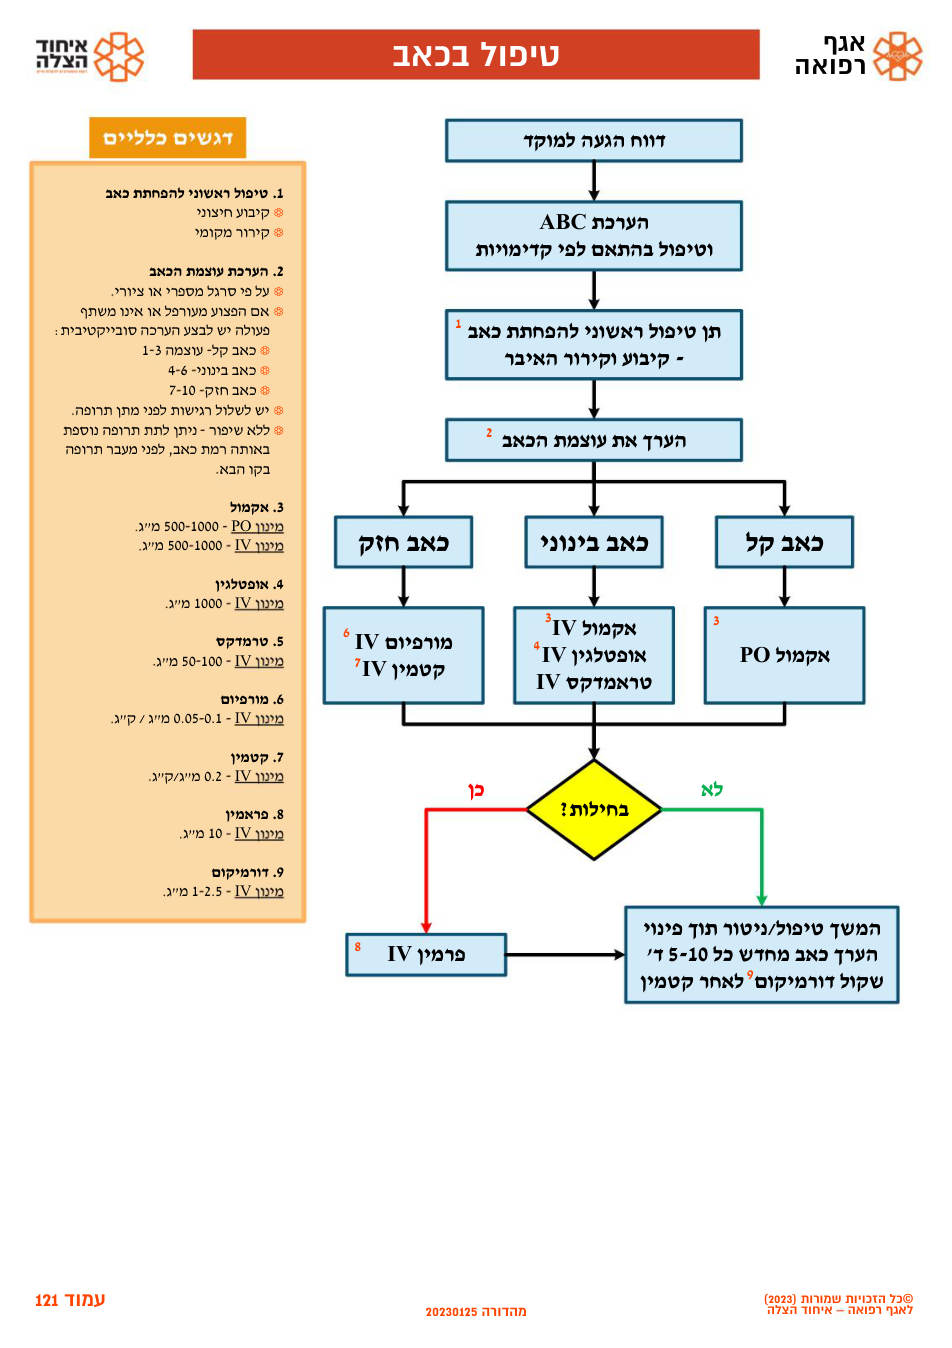 אגף
רפואה
טיפול בכאב
איחוד
הצלה
דווח הגעה למוקד
הערכת ABC
וטיפול בהתאם לפי קדימויות
תן טיפול ראשוני להפחתת כאב 1
- קיבוע וקירור האיבר
הערך את עוצמת הכאב 2
כאב קל
כאב בינוני
כאב חזק
אקמול PO 3
אקמול IV 3
אופטלגין IV 4
טראמדקס IV
מורפיום IV 6
קטמין IV 7
בחילות?
לא
כן
פרמין IV 8
המשך טיפול/ניטור תוך פינוי
הערך כאב מחדש כל 5-10 ד'
שקול דורמיקום 9 לאחר קטמין
דגשים כלליים
1. טיפול ראשוני להפחתת כאב
קיבוע חיצוני
קירור מקומי
2. הערכת עוצמת הכאב
על פי סרגל מספרי או ציורי.
אם הפצוע מעורפל או אינו משתף
פעולה יש לבצע הערכה סובייקטיבית:
כאב קל- עוצמה 1-3
כאב בינוני- 4-6
כאב חזק- 7-10
יש לשלול רגישות לפני מתן תרופה.
ללא שיפור - ניתן לתת תרופה נוספת
באותה רמת כאב, לפני מעבר תרופה
בקו הבא.
3. אקמול
מינון PO - 500-1000 מ"ג.
מינון IV - 500-1000 מ"ג.
4. אופטלגין
מינון IV - 1000 מ"ג.
5. טרמדקס
מינון IV - 50-100 מ"ג.
6. מורפיום
מינון IV - 0.05-0.1 מ"ג / ק"ג.
7. קטמין
מינון IV - 0.2 מ"ג/ק"ג.
8. פראמין
מינון IV - 10 מ"ג.
9. דורמיקום
מינון IV - 1-2.5 מ"ג.
©כל הזכויות שמורות (2023)
לאגף רפואה – איחוד הצלה
מהדורה 20230125
עמוד 121